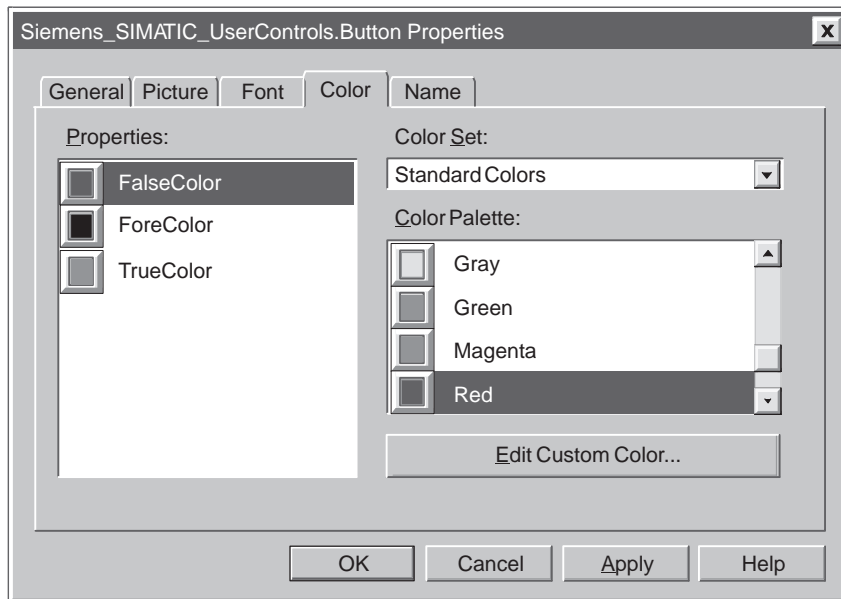 Siemens_SIMATIC_UserControls.Button Properties
X
General Picture Font Color Name
Properties:
FalseColor
ForeColor
TrueColor
Color Set:
Standard Colors
Color Palette:
Gray
Green
Magenta
Red
Edit Custom Color...
OK Cancel Apply Help